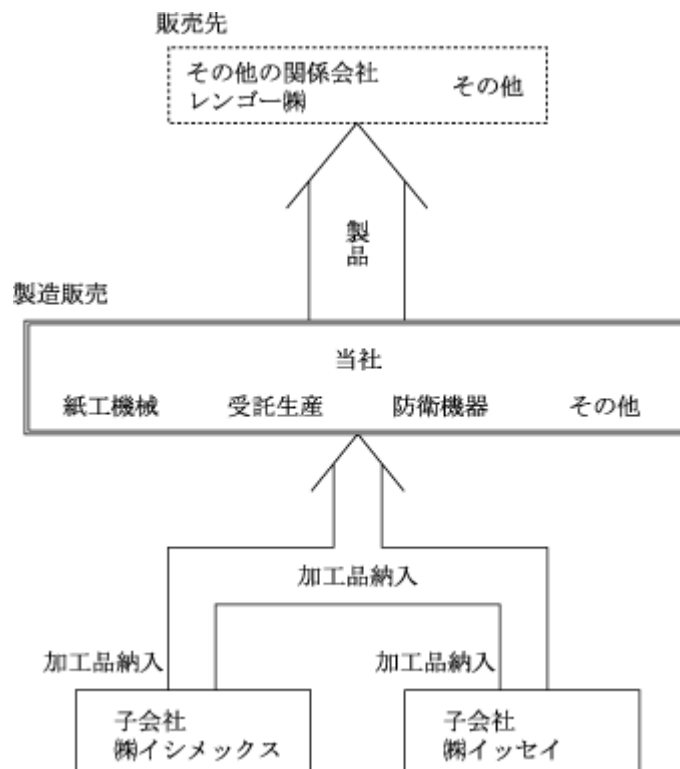 販売先
その他の関係会社
レンゴー㈱
その他
製品
製造販売
当社
紙工機械 受託生産 防衛機器 その他
加工品納入
加工品納入 加工品納入
子会社
㈱イシメックス
子会社
㈱イッセイ